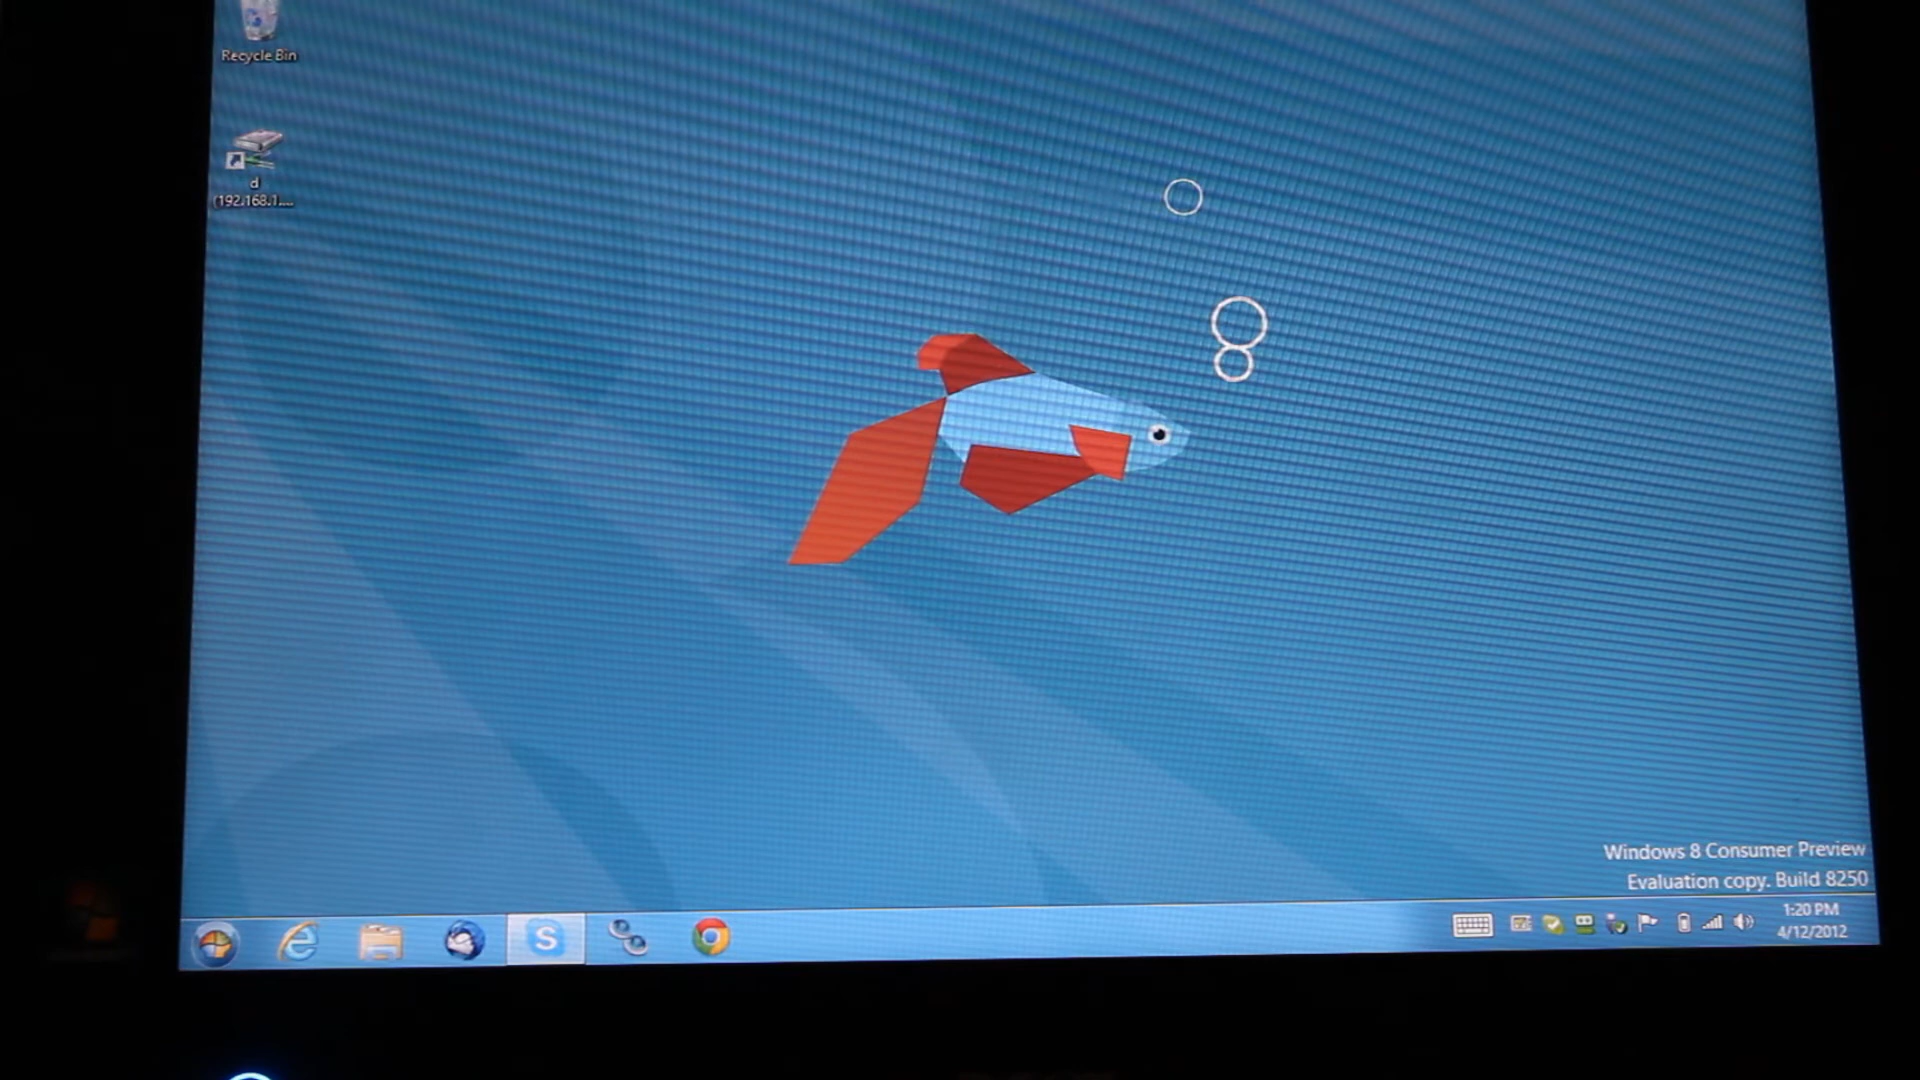 Recycle Bin
d
(192.168.1....
Windows 8 Consumer Preview
Evaluation copy. Build 8250
1:20 PM
4/12/2012